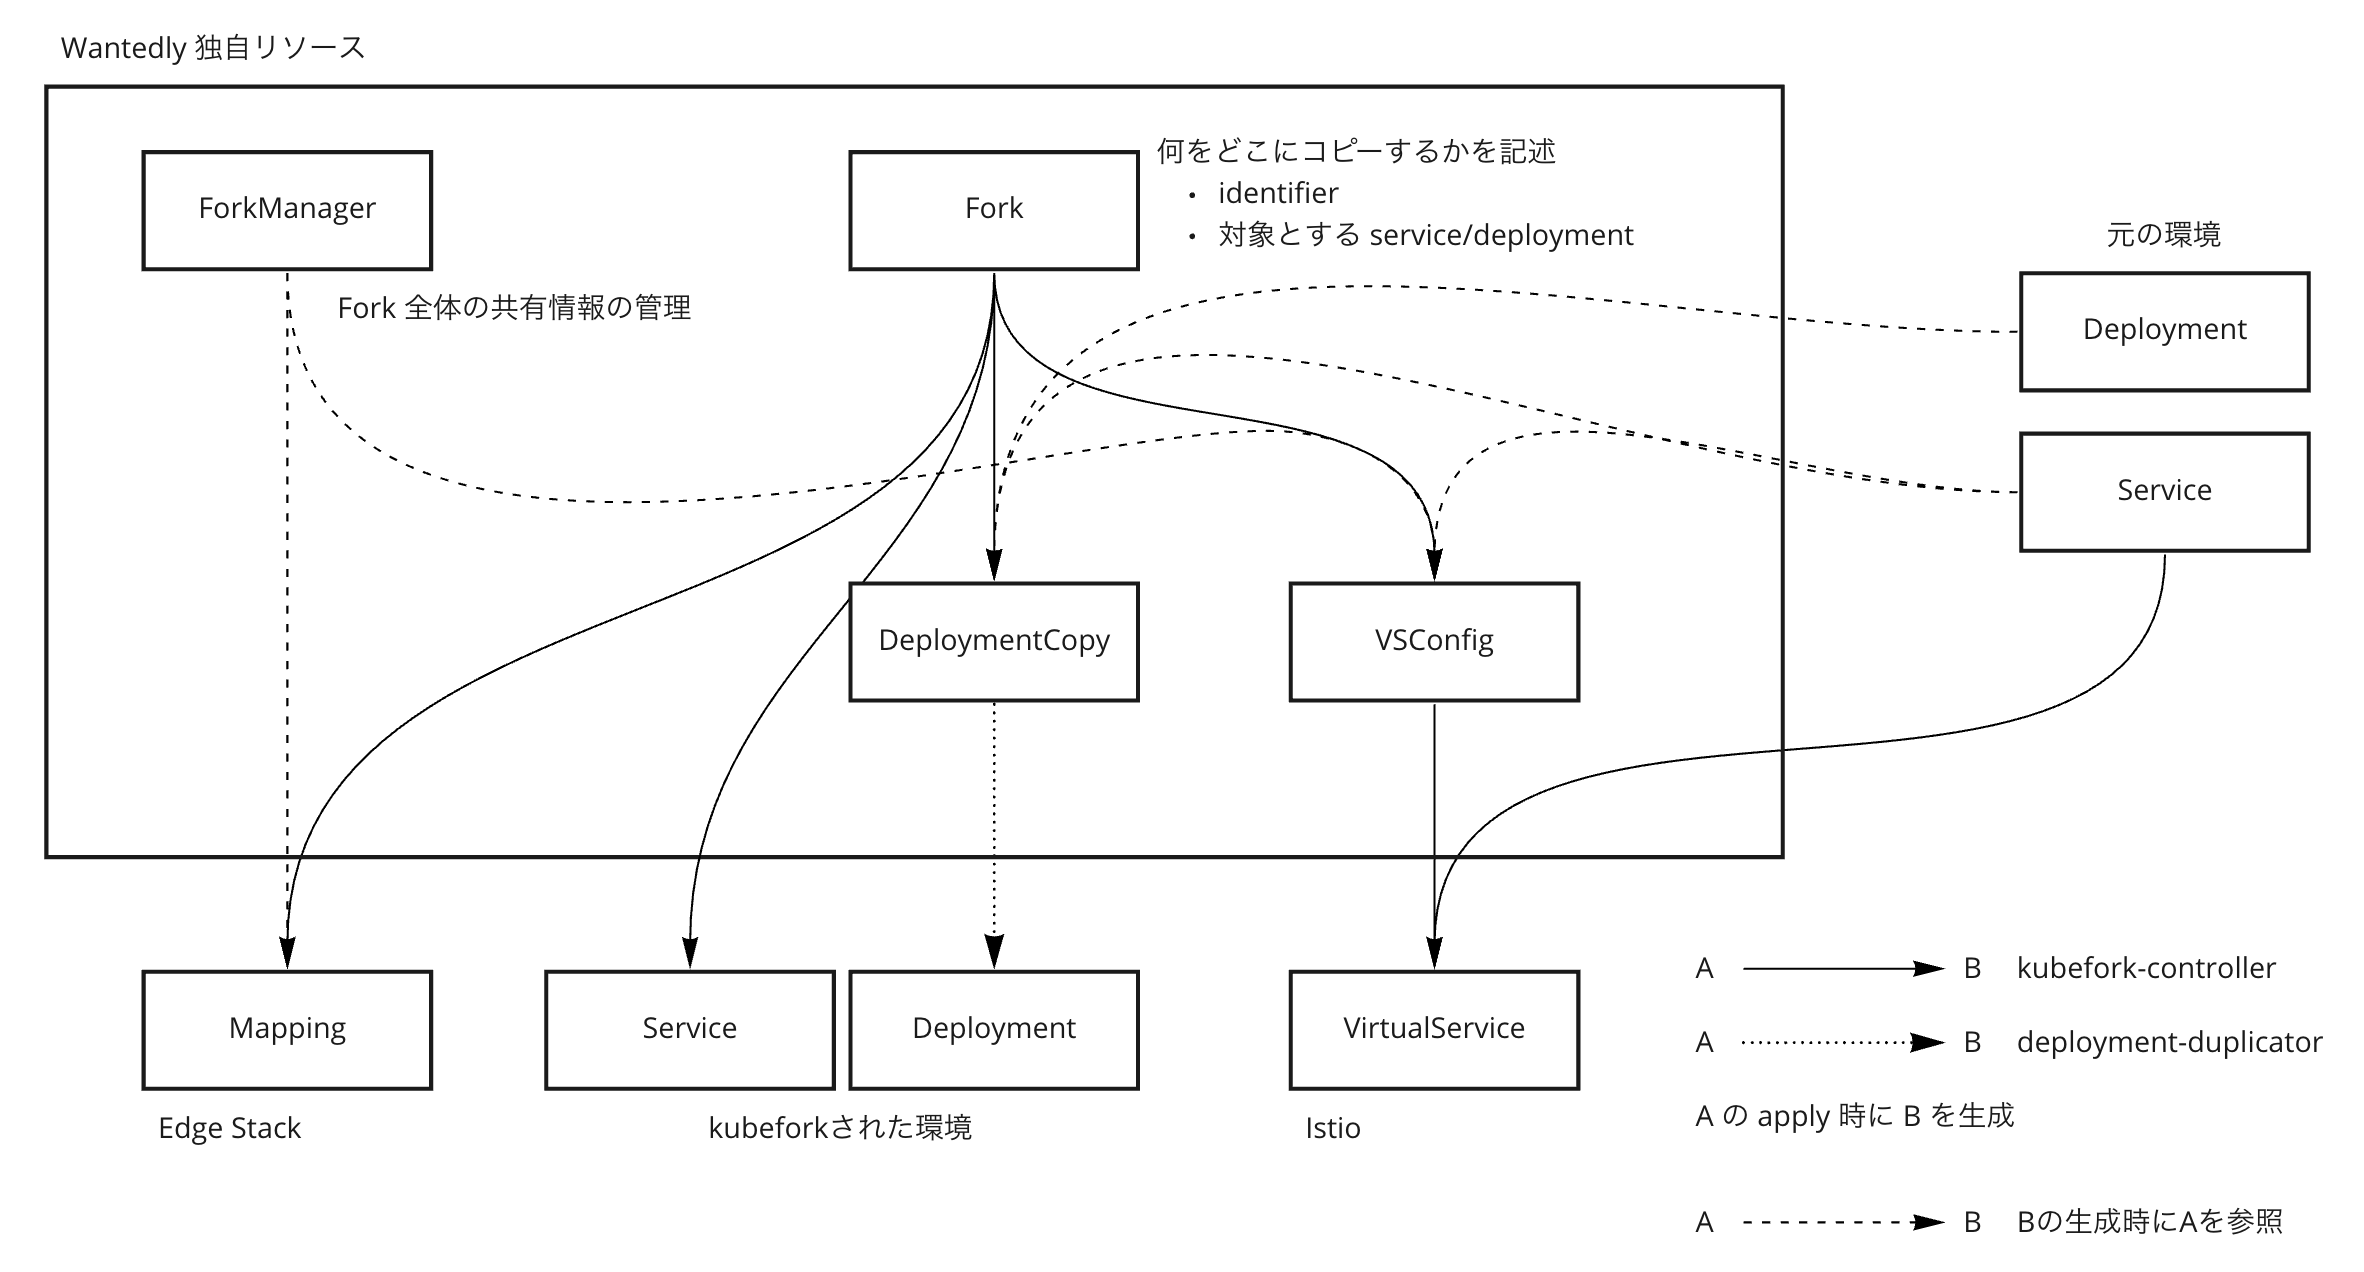 Wantedly 独自リソース
ForkManager
Fork
何をどこにコピーするかを記述
• identifier
• 対象とする service/deployment
Fork 全体の共有情報の管理
元の環境
Deployment
Service
DeploymentCopy
VSConfig
Mapping
Service
Deployment
VirtualService
Edge Stack
kubeforkされた環境
Istio
A B kubefork-controller
A B deployment-duplicator
A の apply 時に B を生成
A B Bの生成時にAを参照